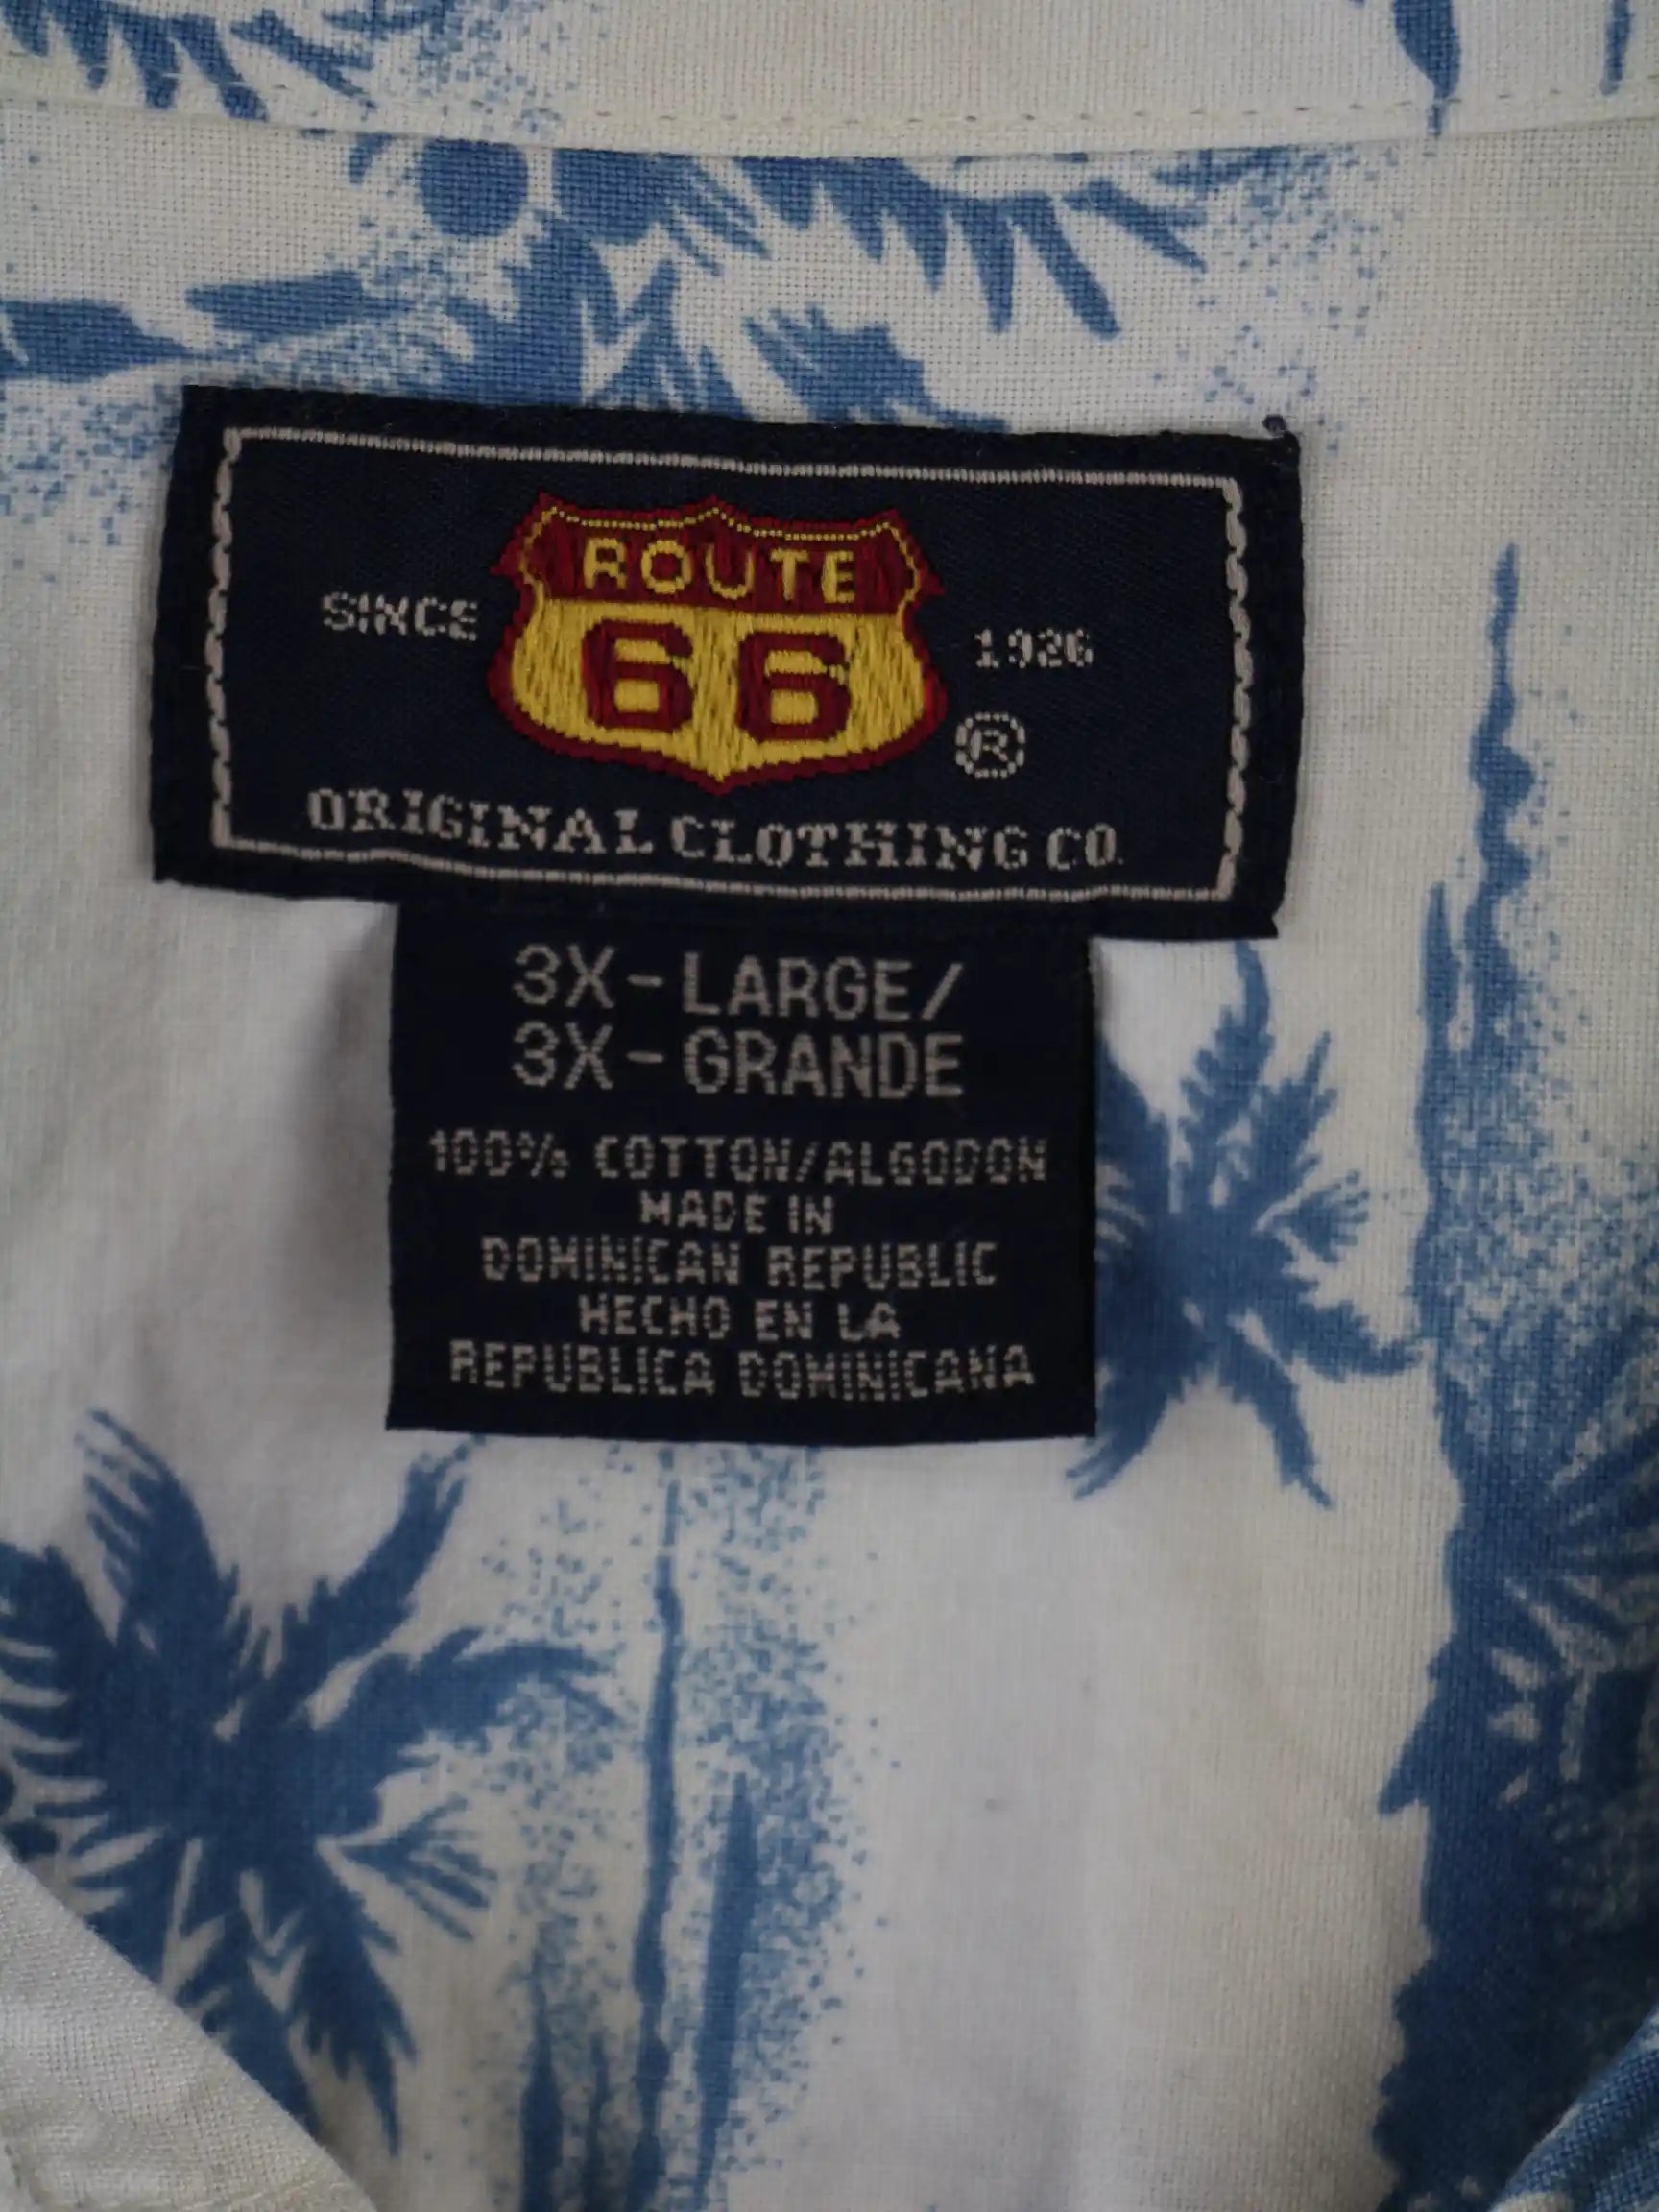 ROUTE
SINCE 66 1926
®
ORIGINAL CLOTHING CO.
3X-LARGE/
3X-GRANDE
100% COTTON/ALGODON
MADE IN
DOMINICAN REPUBLIC
HECHO EN LA
REPUBLICA DOMINICANA